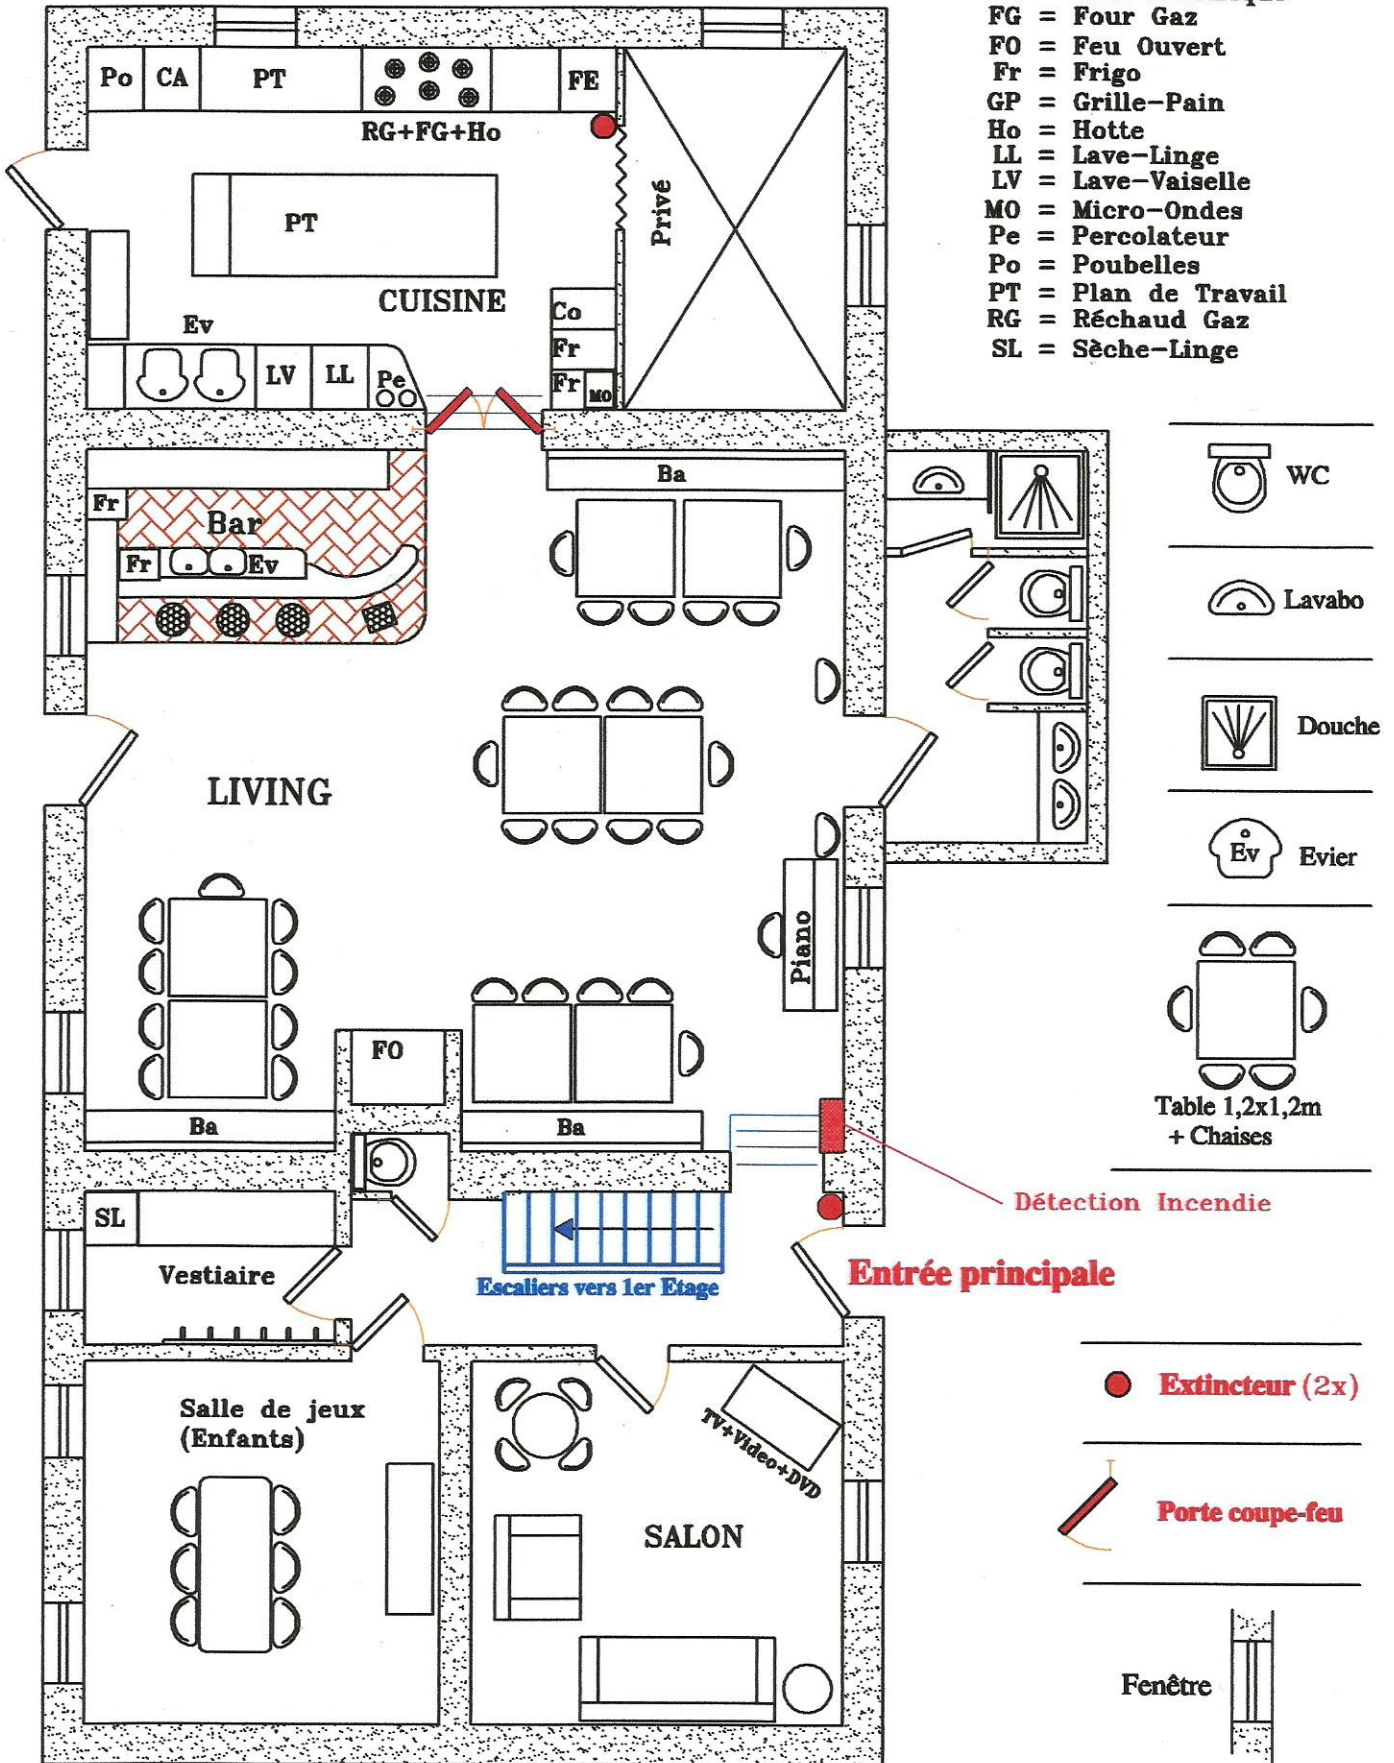 FG = Four Gaz
FO = Feu Ouvert
Fr = Frigo
GP = Grille-Pain
Ho = Hotte
LL = Lave-Linge
LV = Lave-Vaiselle
MO = Micro-Ondes
Pe = Percolateur
Po = Poubelles
PT = Plan de Travail
RG = Réchaud Gaz
SL = Sèche-Linge
Po CA PT FE
RG+FG+Ho
Privé
PT
CUISINE
Ev
Co
Fr
Fr MO
LV LL Pe
Ba
Fr
Bar
Fr Ev
LIVING
Piano
FO
Ba
Ba
SL
Vestiaire
Escaliers vers 1er Etage
Entrée principale
Détection Incendie
Salle de jeux
(Enfants)
TV+Video+DVD
SALON
WC
Lavabo
Douche
Ev Evier
Table 1,2x1,2m
+ Chaises
Extincteur (2x)
Porte coupe-feu
Fenêtre